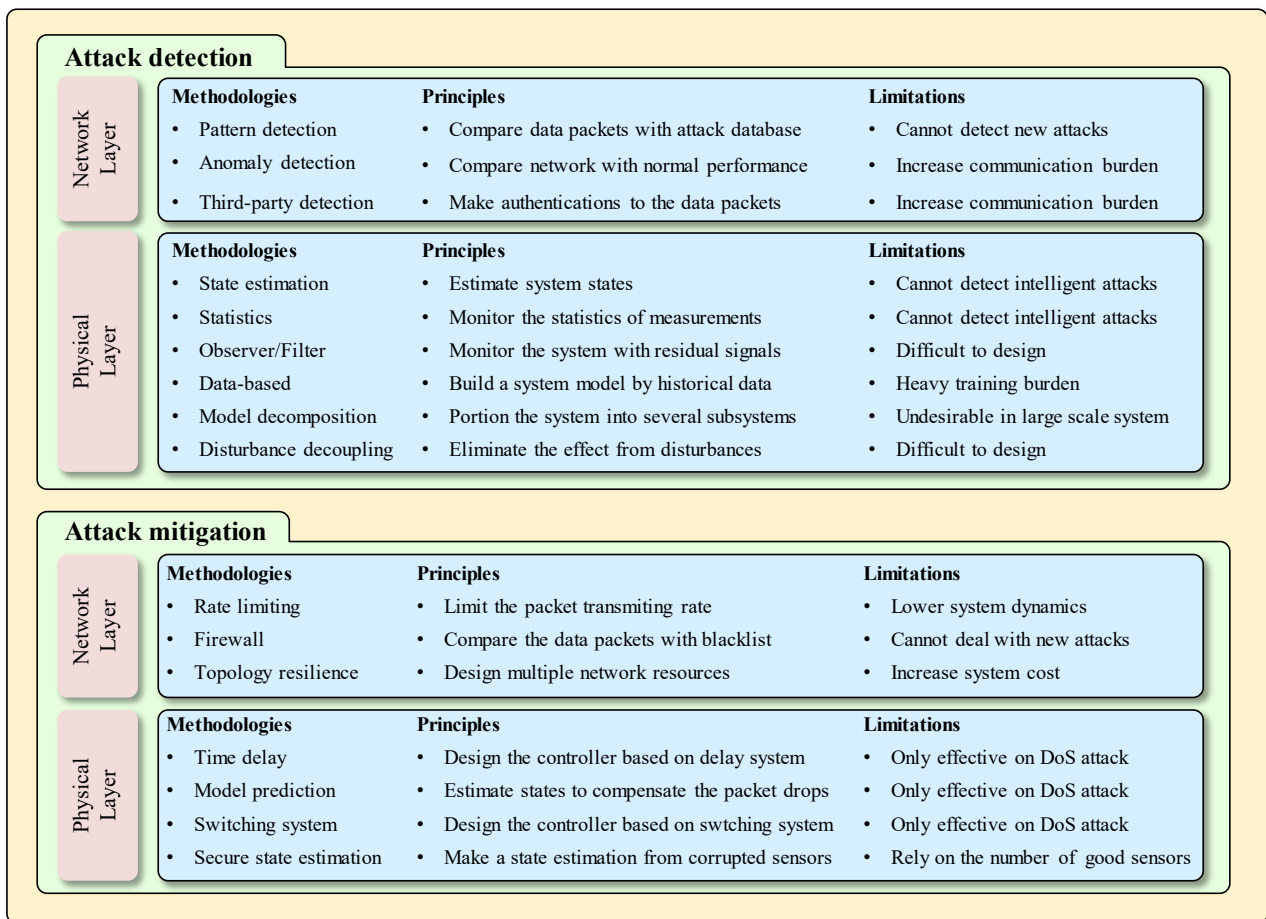 Attack detection
Network Layer
Methodologies Principles Limitations
• Pattern detection • Compare data packets with attack database • Cannot detect new attacks
• Anomaly detection • Compare network with normal performance • Increase communication burden
• Third-party detection • Make authentications to the data packets • Increase communication burden
Physical Layer
Methodologies Principles Limitations
• State estimation • Estimate system states • Cannot detect intelligent attacks
• Statistics • Monitor the statistics of measurements • Cannot detect intelligent attacks
• Observer/Filter • Monitor the system with residual signals • Difficult to design
• Data-based • Build a system model by historical data • Heavy training burden
• Model decomposition • Portion the system into several subsystems • Undesirable in large scale system
• Disturbance decoupling • Eliminate the effect from disturbances • Difficult to design
Attack mitigation
Network Layer
Methodologies Principles Limitations
• Rate limiting • Limit the packet transmiting rate • Lower system dynamics
• Firewall • Compare the data packets with blacklist • Cannot deal with new attacks
• Topology resilience • Design multiple network resources • Increase system cost
Physical Layer
Methodologies Principles Limitations
• Time delay • Design the controller based on delay system • Only effective on DoS attack
• Model prediction • Estimate states to compensate the packet drops • Only effective on DoS attack
• Switching system • Design the controller based on swtching system • Only effective on DoS attack
• Secure state estimation • Make a state estimation from corrupted sensors • Rely on the number of good sensors